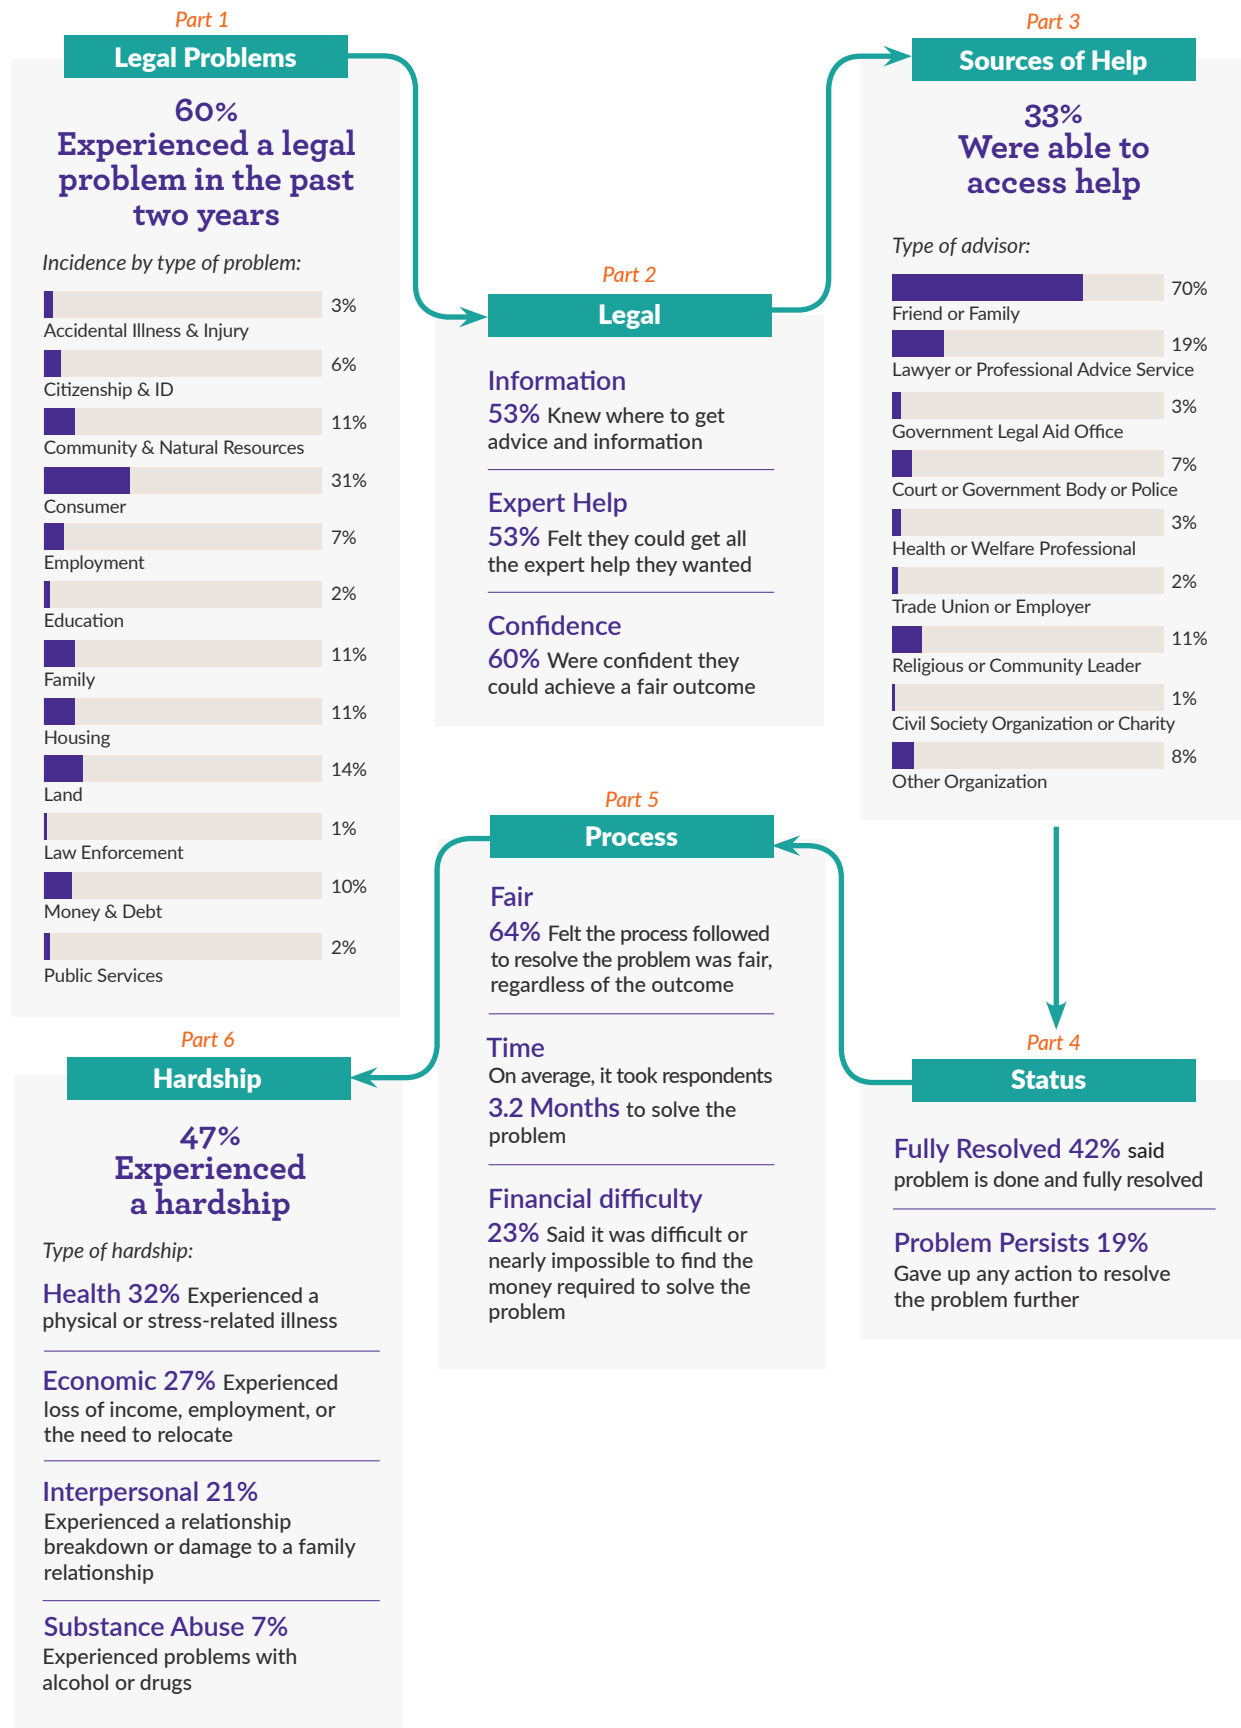 Part 1
Legal Problems
60%
Experienced a legal
problem in the past
two years
Incidence by type of problem:
3%
Accidental Illness & Injury
6%
Citizenship & ID
11%
Community & Natural Resources
31%
Consumer
7%
Employment
2%
Education
11%
Family
11%
Housing
14%
Land
1%
Law Enforcement
10%
Money & Debt
2%
Public Services
Part 2
Legal
Information
53% Knew where to get
advice and information
Expert Help
53% Felt they could get all
the expert help they wanted
Confidence
60% Were confident they
could achieve a fair outcome
Part 3
Sources of Help
33%
Were able to
access help
Type of advisor:
70%
Friend or Family
19%
Lawyer or Professional Advice Service
3%
Government Legal Aid Office
7%
Court or Government Body or Police
3%
Health or Welfare Professional
2%
Trade Union or Employer
11%
Religious or Community Leader
1%
Civil Society Organization or Charity
8%
Other Organization
Part 4
Status
Fully Resolved 42% said
problem is done and fully resolved
Problem Persists 19%
Gave up any action to resolve
the problem further
Part 5
Process
Fair
64% Felt the process followed
to resolve the problem was fair,
regardless of the outcome
Time
On average, it took respondents
3.2 Months to solve the
problem
Financial difficulty
23% Said it was difficult or
nearly impossible to find the
money required to solve the
problem
Part 6
Hardship
47%
Experienced
a hardship
Type of hardship:
Health 32% Experienced a
physical or stress-related illness
Economic 27% Experienced
loss of income, employment, or
the need to relocate
Interpersonal 21%
Experienced a relationship
breakdown or damage to a family
relationship
Substance Abuse 7%
Experienced problems with
alcohol or drugs